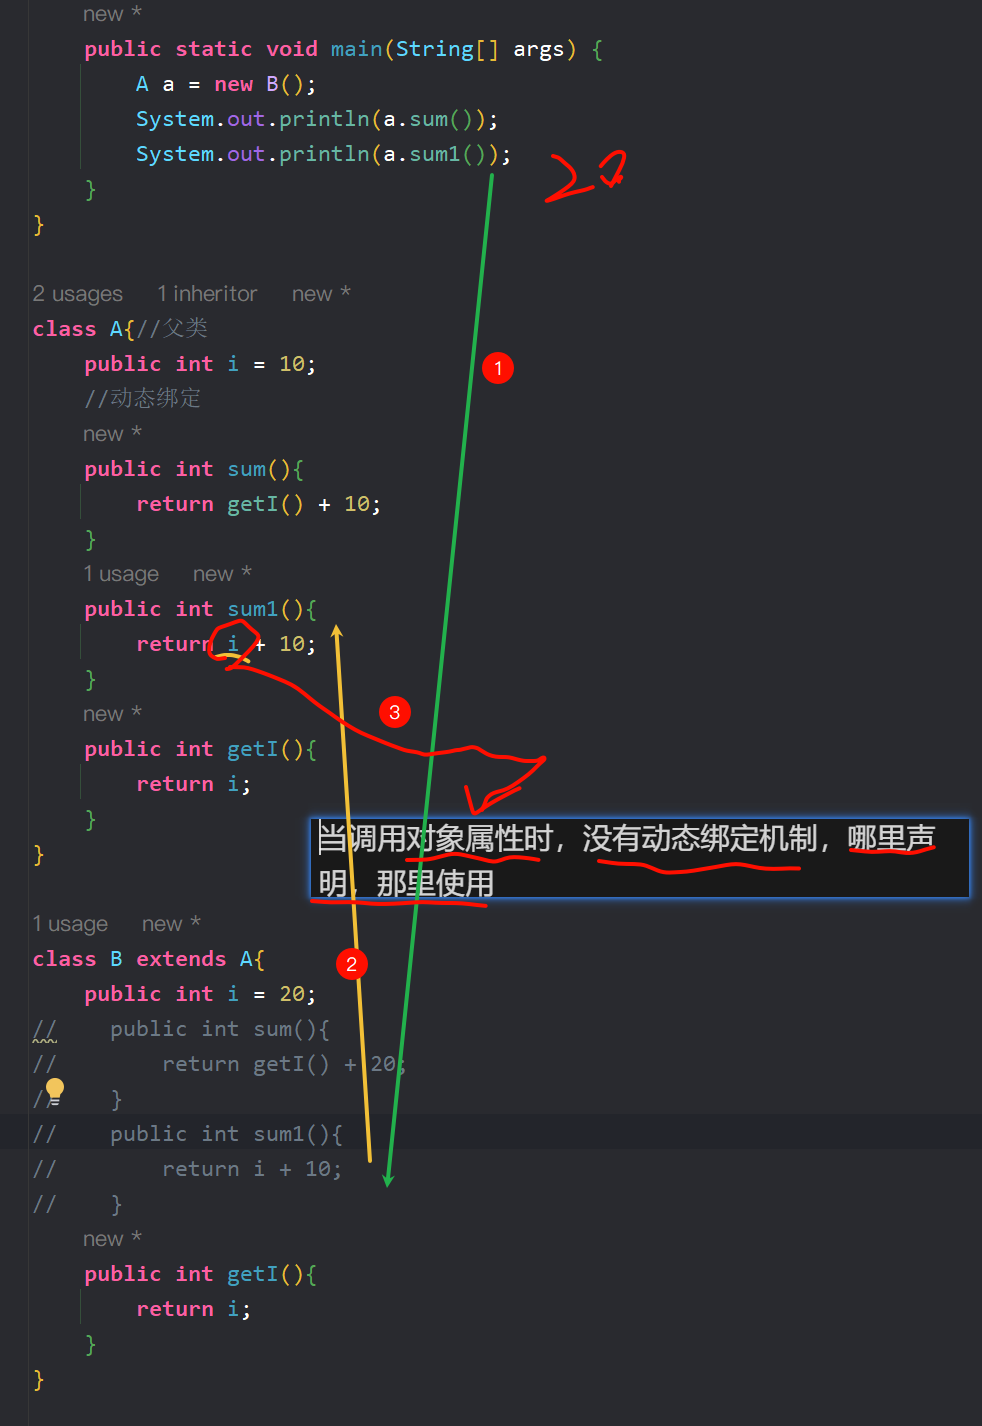 new *
public static void main(String[] args) {
A a = new B();
System.out.println(a.sum());
System.out.println(a.sum1());
}
}
2 usages 1 inheritor new *
class A{//父类
public int i = 10;
1
//动态绑定
new *
public int sum(){
return getI() + 10;
}
1 usage new *
public int sum1(){
return i + 10;
}
new *
3
public int getI(){
return i;
}
当调用对象属性时，没有动态绑定机制，哪里声
明，那里使用
}
1 usage new *
class B extends A{
2
public int i = 20;
// public int sum(){
// return getI() + 20;
// }
// public int sum1(){
// return i + 10;
// }
new *
public int getI(){
return i;
}
}